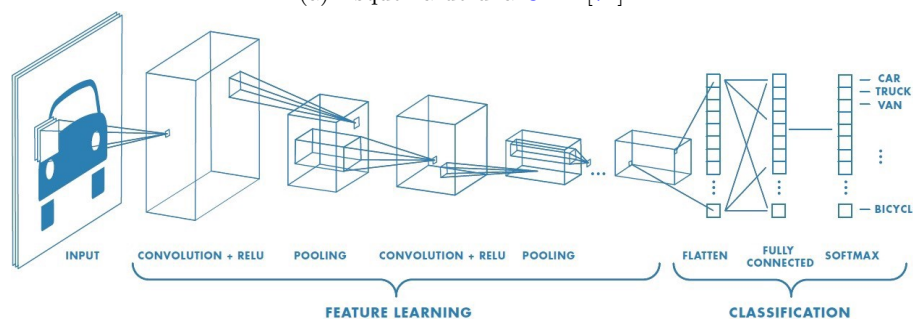 CAR
TRUCK
VAN
BICYCL
INPUT
CONVOLUTION + RELU
POOLING
CONVOLUTION + RELU
POOLING
FLATTEN
FULLY
CONNECTED
SOFTMAX
FEATURE LEARNING
CLASSIFICATION